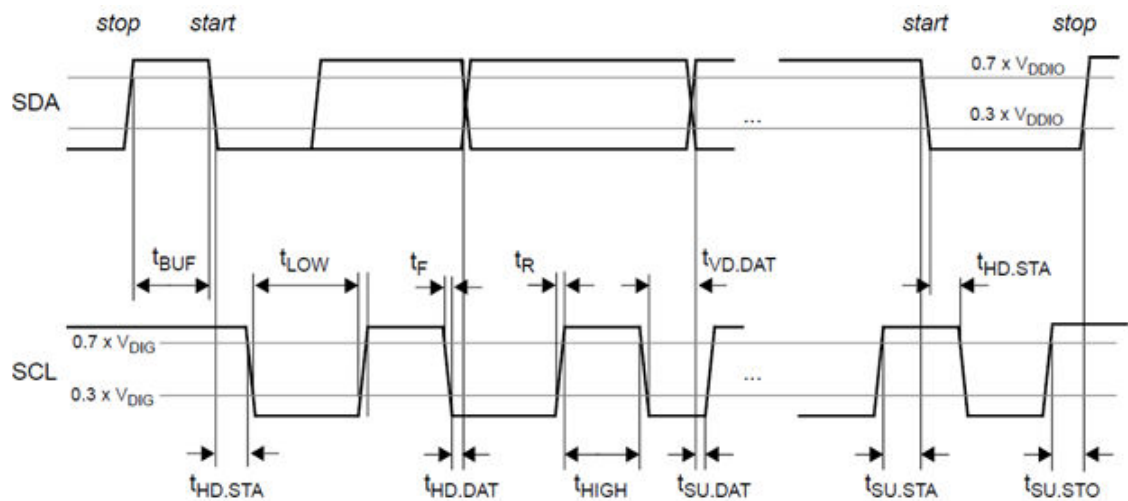 stop start start stop
0.7 x VDDIO
SDA
0.3 x VDDIO
...
tBUF tLOW tF tR tVD.DAT tHD.STA
0.7 x VDIG
SCL
...
0.3 x VDIG
tHD.STA tHD.DAT tHIGH tSU.DAT tSU.STA tSU.STO